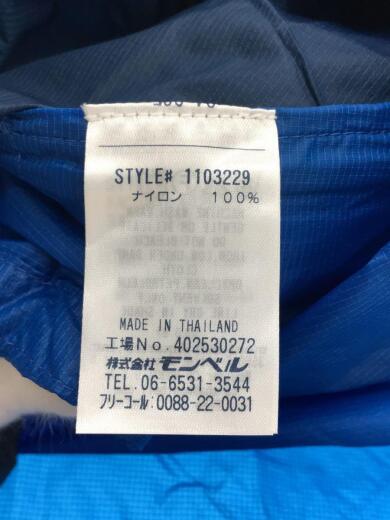 STYLE# 1103229
ナイロン 100%
MADE IN THAILAND
工場No. 402530272
株式会社 モンベル
TEL. 06-6531-3544
フリーコール: 0088-22-0031